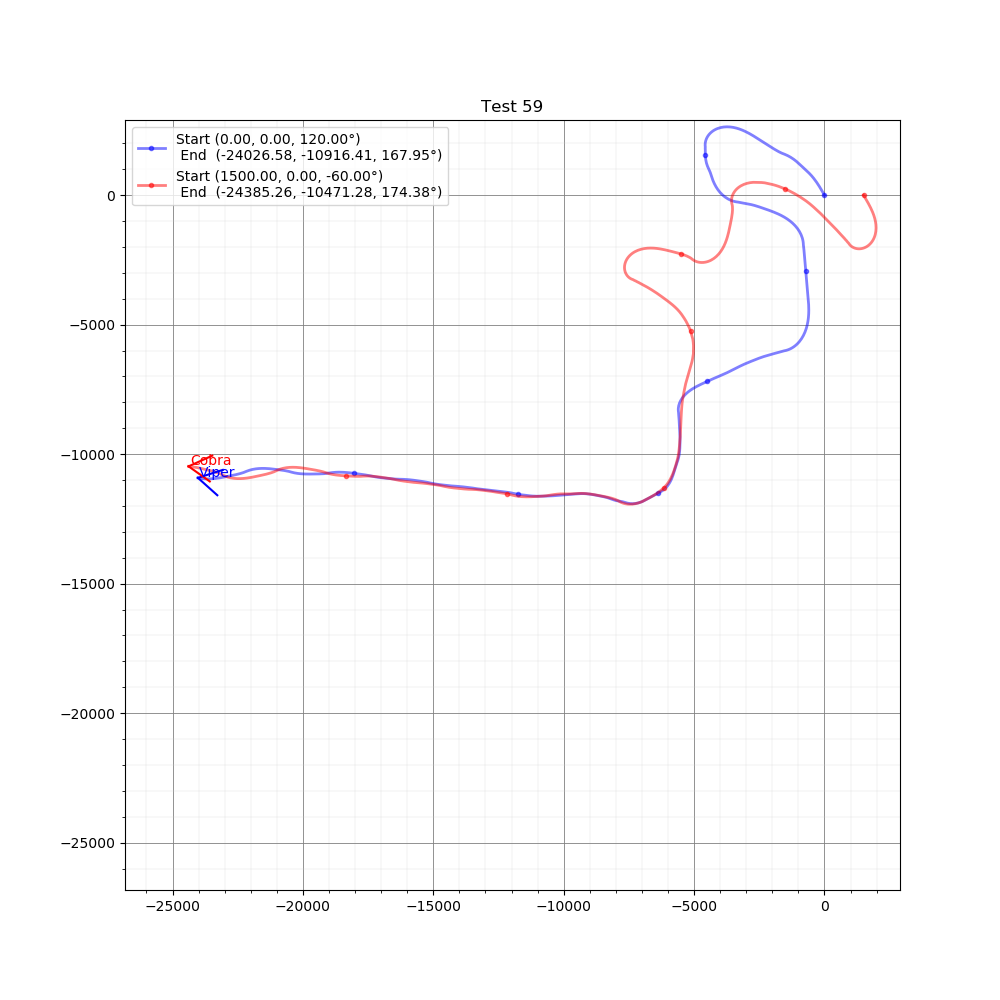 Test 59
Start (0.00, 0.00, 120.00°)
End (-24026.58, -10916.41, 167.95°)
Start (1500.00, 0.00, -60.00°)
End (-24385.26, -10471.28, 174.38°)
0
−5000
−10000
−15000
−20000
−25000
Cobra
Viper
−25000 −20000 −15000 −10000 −5000 0